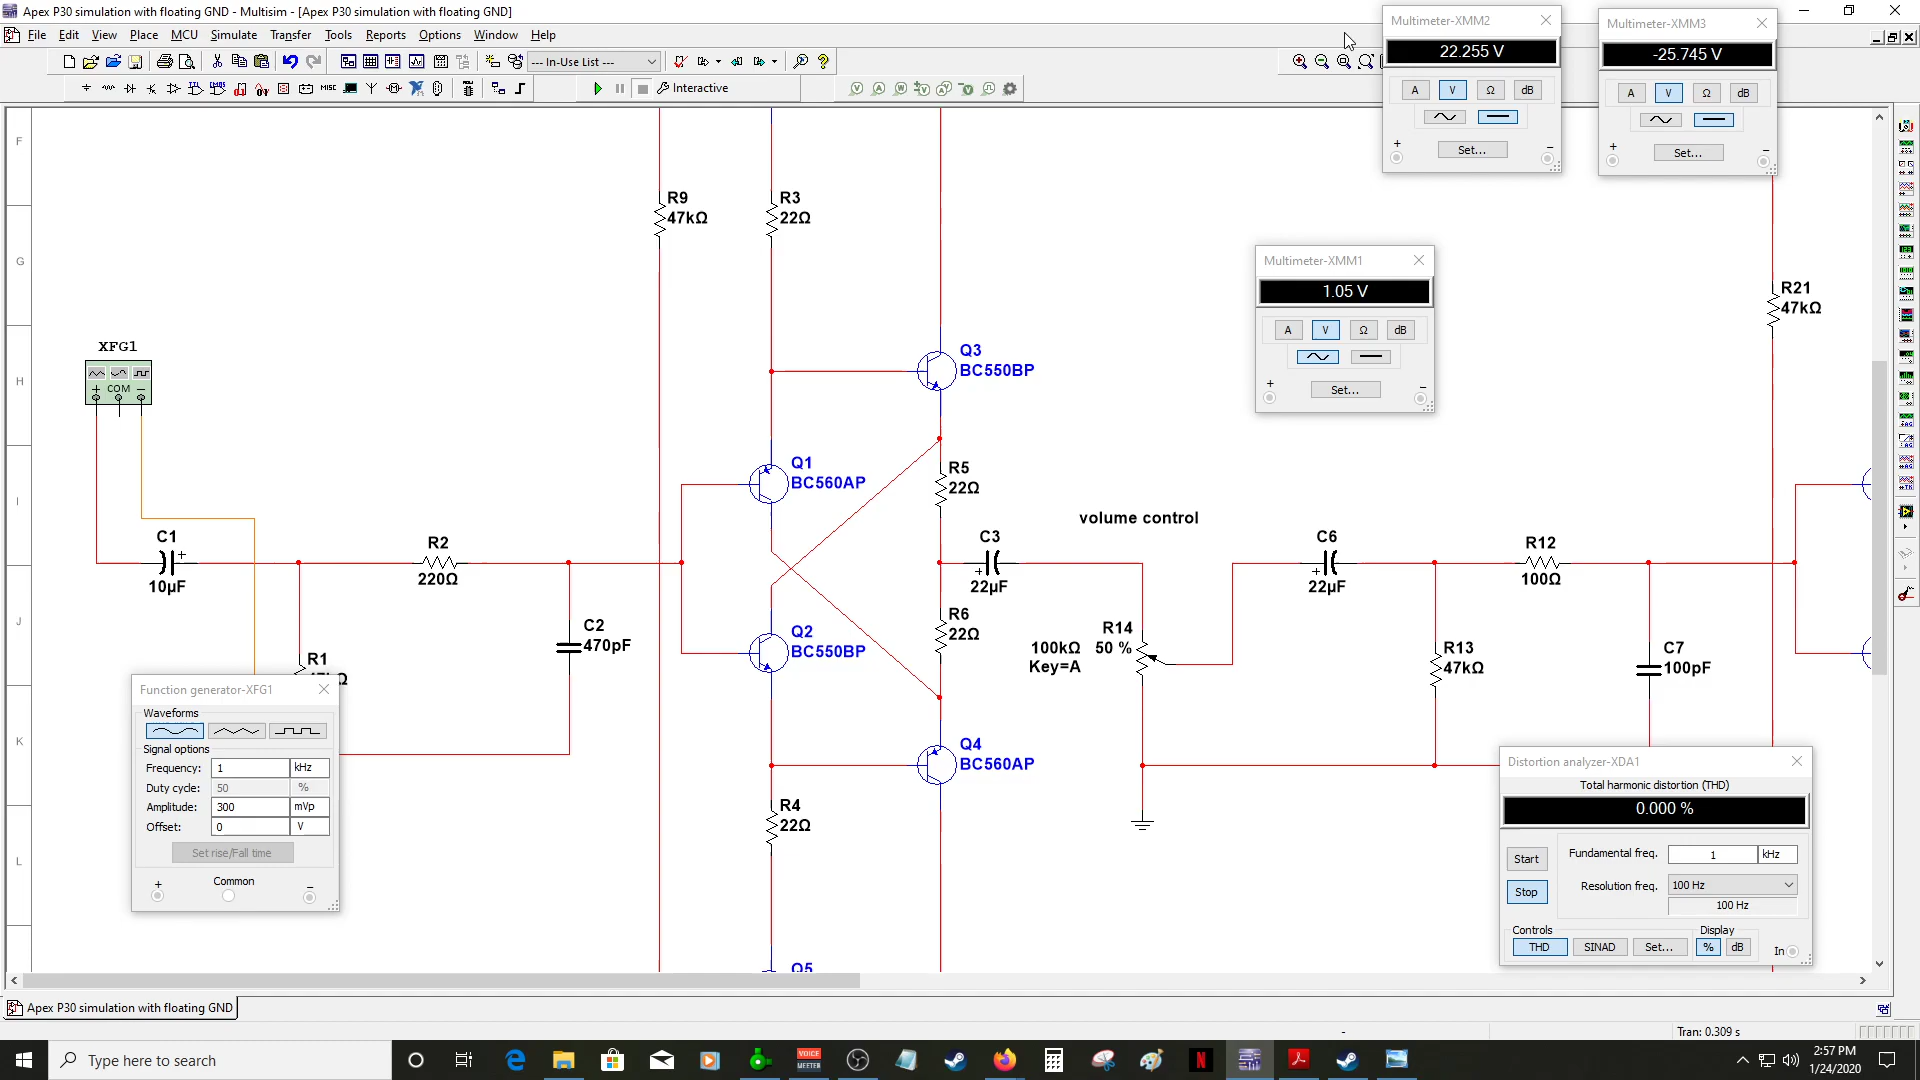 Apex P30 simulation with floating GND - Multisim - [Apex P30 simulation with floating GND]
File Edit View Place MCU Simulate Transfer Tools Reports Options Window Help
--- In-Use List ---
MISC
Interactive
Multimeter-XMM2
22.255 V
A V Ω dB
+ Set... −
Multimeter-XMM3
-25.745 V
A V Ω dB
+ Set... −
Multimeter-XMM1
1.05 V
A V Ω dB
+ Set... −
F
G
H
I
J
K
L
R9
47kΩ
R3
22Ω
R21
47kΩ
XFG1
+ COM −
Q3
BC550BP
Q1
BC560AP
R5
22Ω
volume control
C1
+
10µF
R2
220Ω
C3
+
22µF
C6
+
22µF
R12
100Ω
C2
470pF
Q2
BC550BP
R6
22Ω
R14
100kΩ 50 %
Key=A
R13
47kΩ
C7
100pF
R1
Q4
BC560AP
R4
22Ω
Q5
Function generator-XFG1
Waveforms
Signal options
Frequency: 1 kHz
Duty cycle: 50 %
Amplitude: 300 mVp
Offset: 0 V
Set rise/Fall time
+ Common −
Distortion analyzer-XDA1
Total harmonic distortion (THD)
0.000 %
Start
Fundamental freq. 1 kHz
Stop
Resolution freq. 100 Hz
100 Hz
Controls Display
THD SINAD Set... % dB In
Apex P30 simulation with floating GND
-
Tran: 0.309 s
Type here to search
VOICE
MEETER
N
2:57 PM
1/24/2020